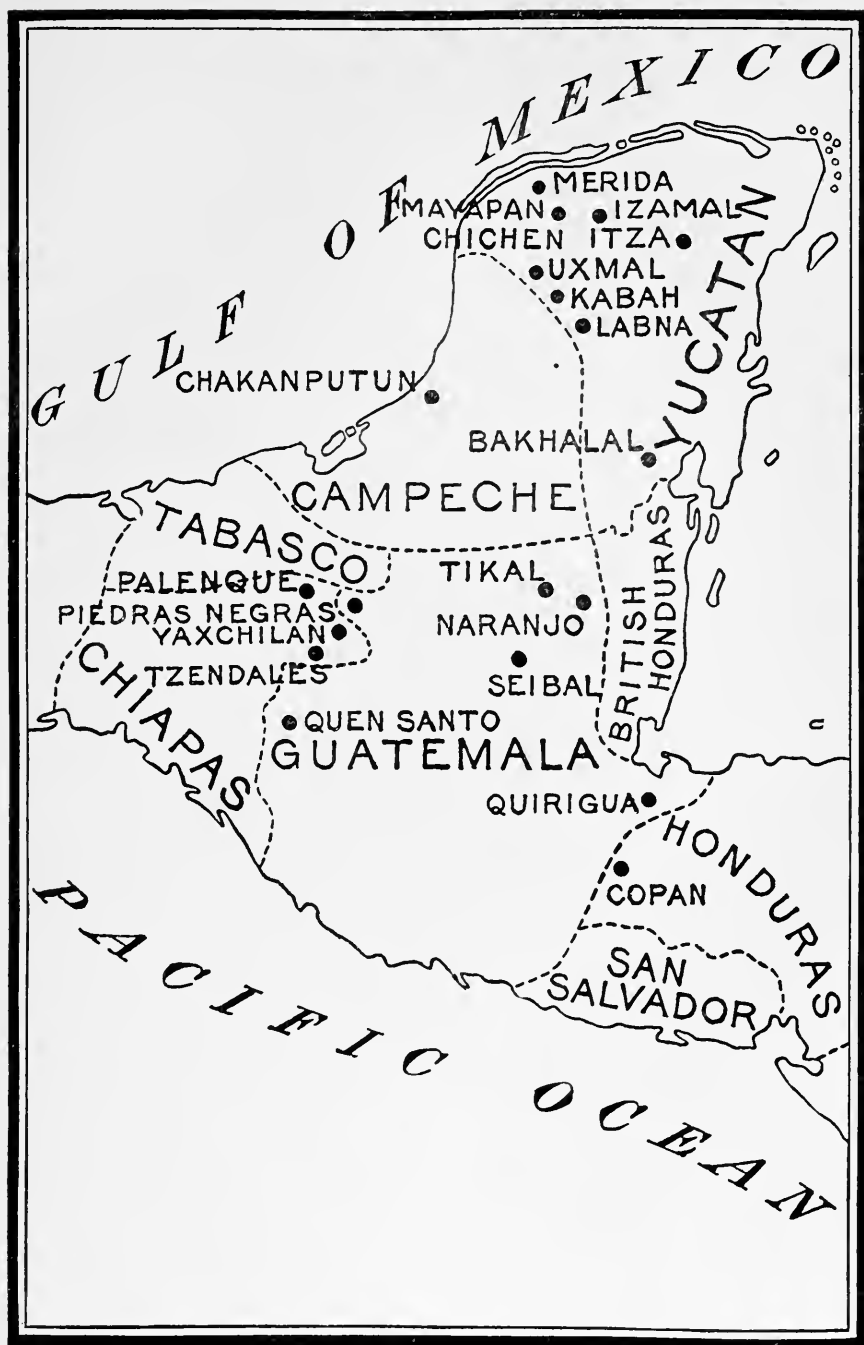 GULF OF MEXICO
MERIDA
MAYAPAN
IZAMAL
CHICHEN ITZA
UXMAL
KABAH
LABNA
YUCATAN
CHAKANPUTUN
BAKHALAL
CAMPECHE
TABASCO
BRITISH
HONDURAS
TIKAL
PALENQUE
PIEDRAS NEGRAS
NARANJO
YAXCHILAN
TZENDALES
SEIBAL
CHIAPAS
QUEN SANTO
GUATEMALA
QUIRIGUA
HONDURAS
COPAN
SAN
SALVADOR
PACIFIC OCEAN